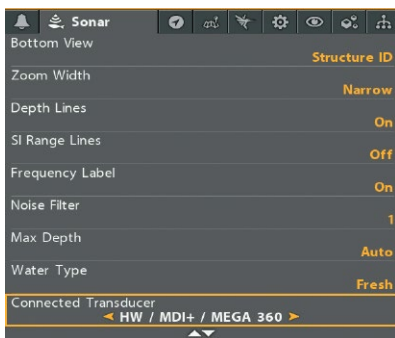 Sonar
Bottom View
Structure ID
Zoom Width
Narrow
Depth Lines
On
SI Range Lines
Off
Frequency Label
On
Noise Filter
1
Max Depth
Auto
Water Type
Fresh
Connected Transducer
HW / MDI+ / MEGA 360